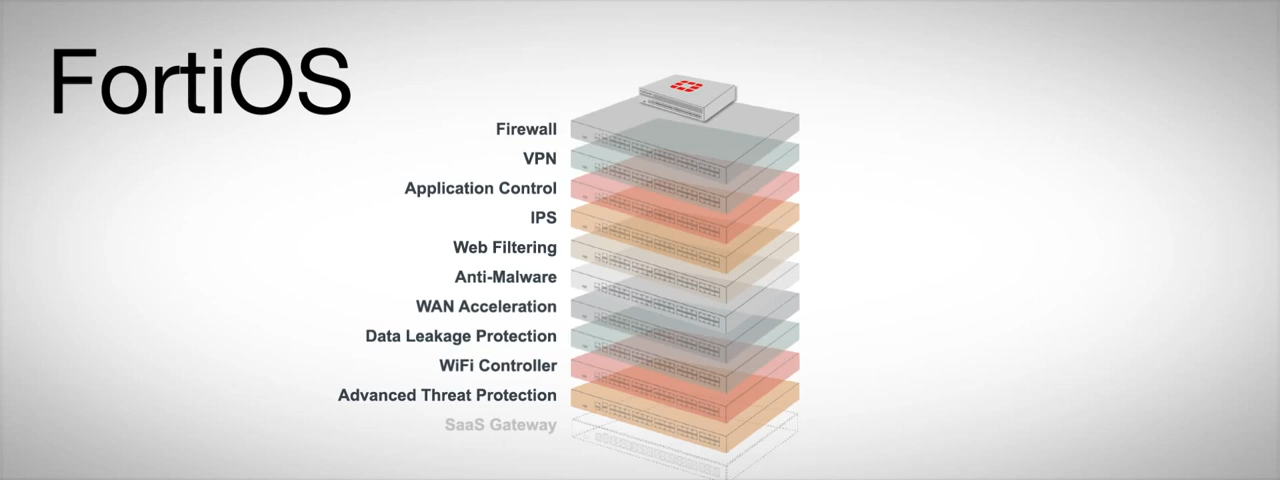 FortiOS
Firewall
VPN
Application Control
IPS
Web Filtering
Anti-Malware
WAN Acceleration
Data Leakage Protection
WiFi Controller
Advanced Threat Protection
SaaS Gateway